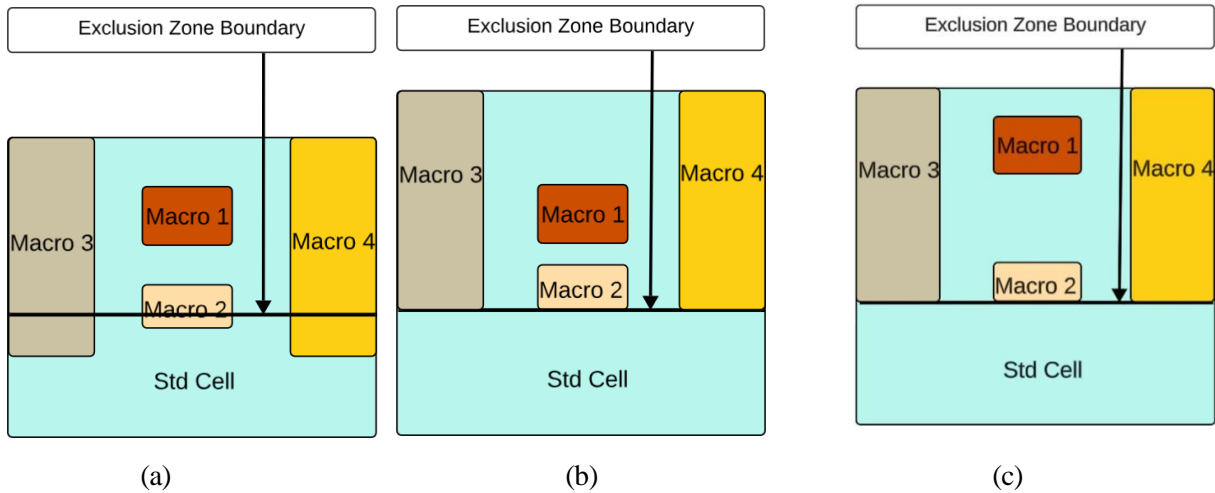 Exclusion Zone Boundary
Macro 3
Macro 1
Macro 4
Macro 2
Std Cell
(a)
Exclusion Zone Boundary
Macro 3
Macro 1
Macro 4
Macro 2
Std Cell
(b)
Exclusion Zone Boundary
Macro 1
Macro 3
Macro 4
Macro 2
Std Cell
(c)